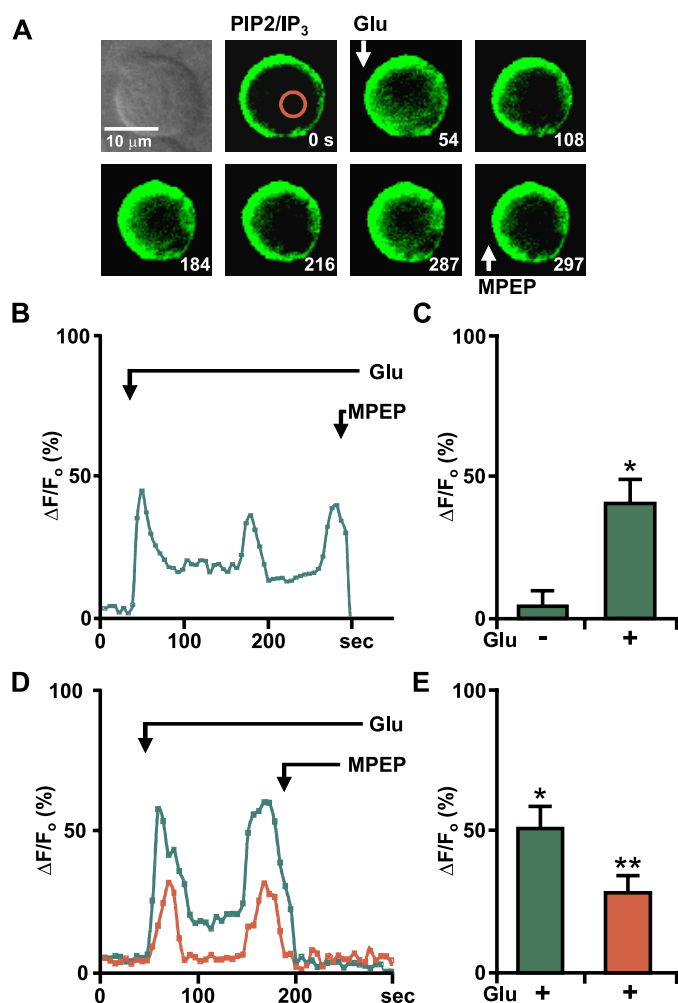 A
PIP2/IP3
Glu
10 μm
0 s
54
108
184
216
287
297
MPEP
B
100
50
0
ΔF/Fo (%)
Glu
MPEP
0
100
200
sec
C
100
50
0
ΔF/Fo (%)
*
Glu - +
D
100
50
0
ΔF/Fo (%)
Glu
MPEP
0
100
200
sec
E
100
50
0
ΔF/Fo (%)
*
**
Glu + +